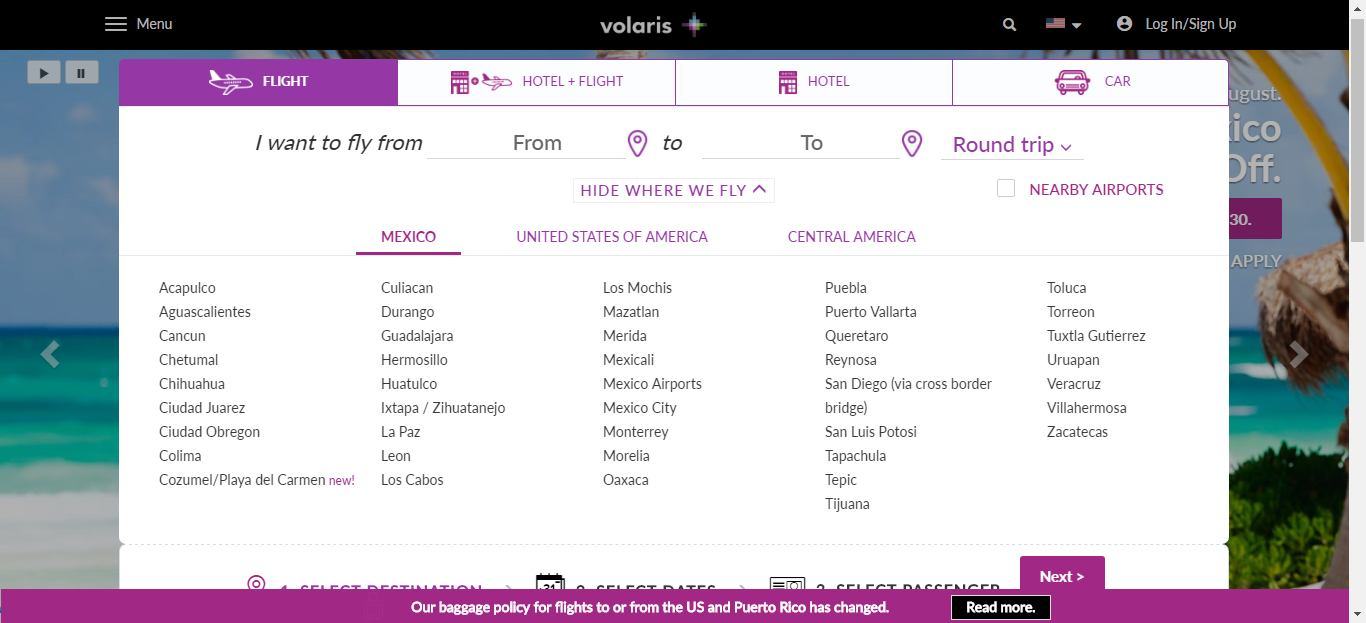 Menu
volaris
Log In/Sign Up
FLIGHT
HOTEL + FLIGHT
HOTEL
CAR
ugust.
I want to fly from
From
to
To
Round trip
ico
Off.
HIDE WHERE WE FLY
NEARBY AIRPORTS
30.
MEXICO
UNITED STATES OF AMERICA
CENTRAL AMERICA
APPLY
Acapulco
Aguascalientes
Cancun
Chetumal
Chihuahua
Ciudad Juarez
Ciudad Obregon
Colima
Cozumel/Playa del Carmen new!
Culiacan
Durango
Guadalajara
Hermosillo
Huatulco
Ixtapa / Zihuatanejo
La Paz
Leon
Los Cabos
Los Mochis
Mazatlan
Merida
Mexicali
Mexico Airports
Mexico City
Monterrey
Morelia
Oaxaca
Puebla
Puerto Vallarta
Queretaro
Reynosa
San Diego (via cross border
bridge)
San Luis Potosi
Tapachula
Tepic
Tijuana
Toluca
Torreon
Tuxtla Gutierrez
Uruapan
Veracruz
Villahermosa
Zacatecas
1. SELECT DESTINATION
31
2. SELECT DATES
3. SELECT PASSENGER
Next >
Our baggage policy for flights to or from the US and Puerto Rico has changed.
Read more.